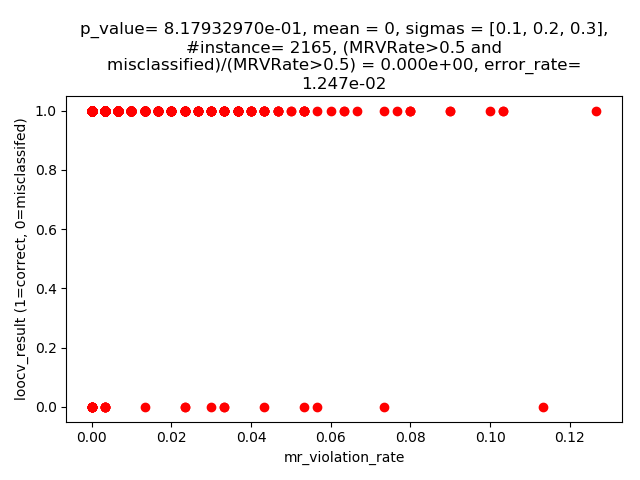 p_value= 8.17932970e-01, mean = 0, sigmas = [0.1, 0.2, 0.3],
#instance= 2165, (MRVRate>0.5 and
misclassified)/(MRVRate>0.5) = 0.000e+00, error_rate=
1.247e-02
loocv_result (1=correct, 0=misclassifed)
1.0
0.8
0.6
0.4
0.2
0.0
0.00 0.02 0.04 0.06 0.08 0.10 0.12
mr_violation_rate